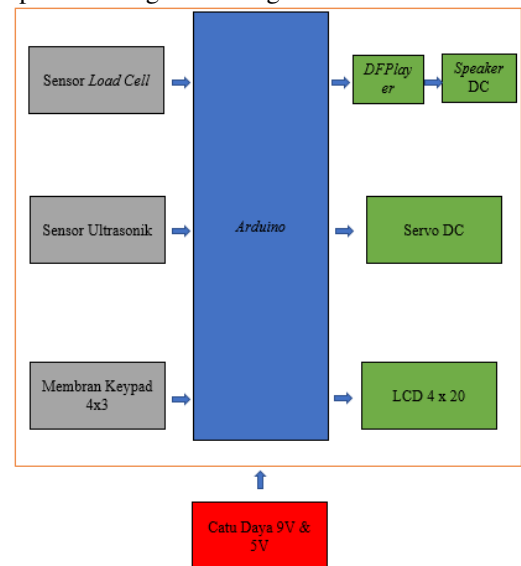 Sensor Load Cell
DFPlay
er
Speaker
DC
Sensor Ultrasonik
Arduino
Servo DC
Membran Keypad
4x3
LCD 4 x 20
Catu Daya 9V &
5V